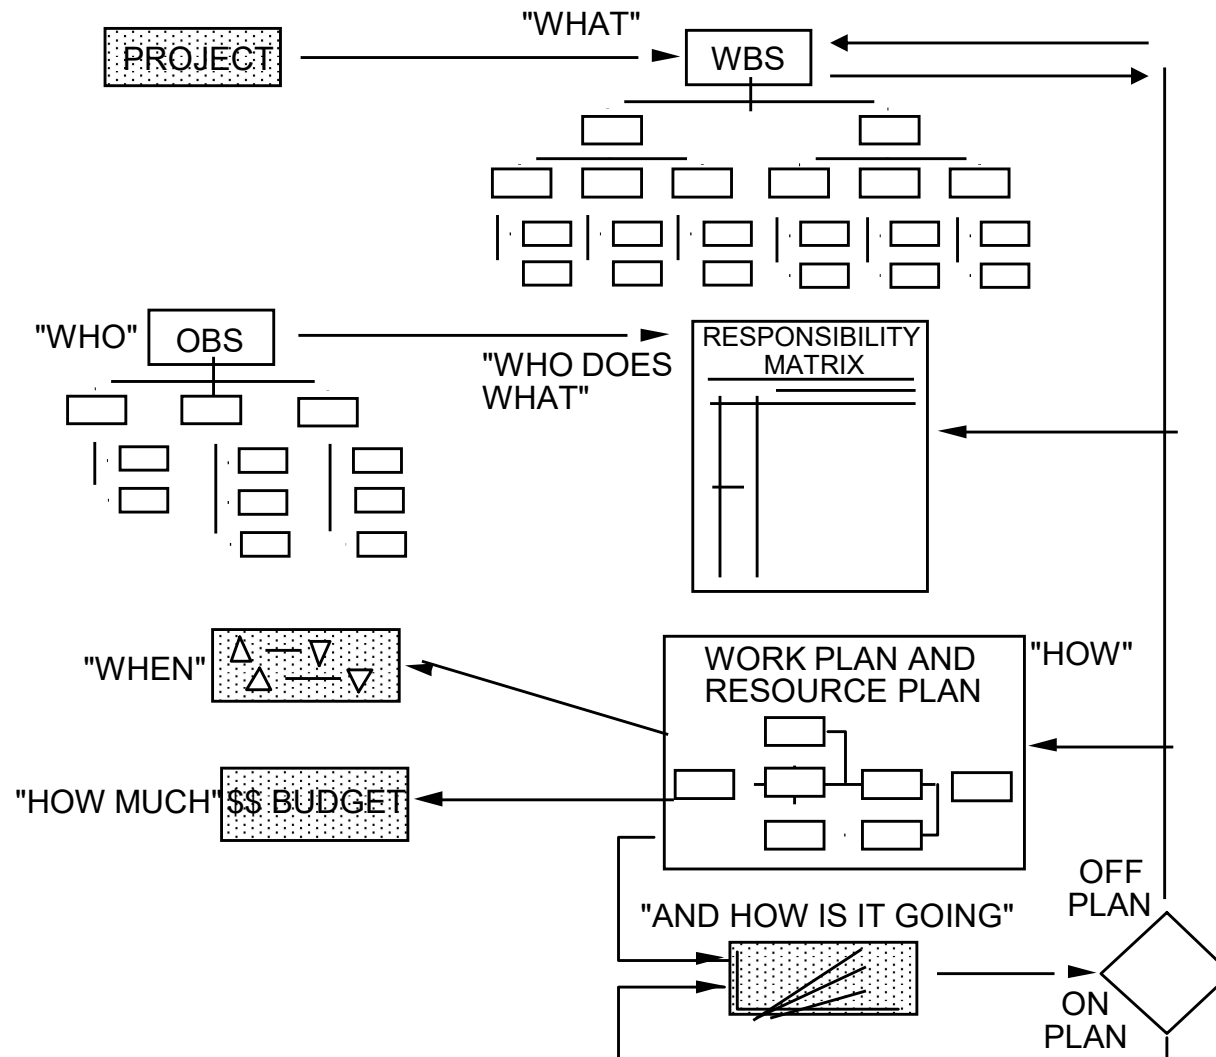 "WHAT"
PROJECT
WBS
"WHO"
OBS
"WHO DOES
WHAT"
RESPONSIBILITY
MATRIX
"WHEN"
WORK PLAN AND
RESOURCE PLAN
"HOW"
"HOW MUCH"
$$ BUDGET
OFF
PLAN
"AND HOW IS IT GOING"
ON
PLAN